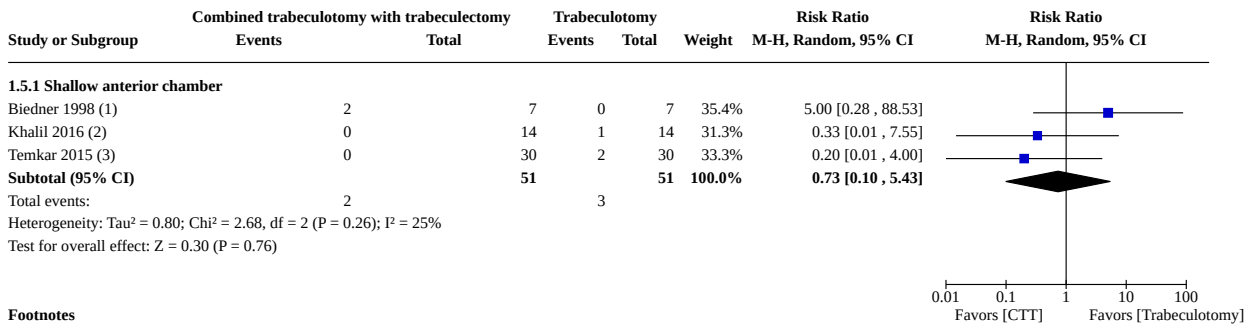 Combined trabeculotomy with trabeculectomy Trabeculotomy Risk Ratio Risk Ratio
Study or Subgroup Events Total Events Total Weight M-H, Random, 95% CI M-H, Random, 95% CI
1.5.1 Shallow anterior chamber
Biedner 1998 (1) 2 7 0 7 35.4% 5.00 [0.28 , 88.53]
Khalil 2016 (2) 0 14 1 14 31.3% 0.33 [0.01 , 7.55]
Temkar 2015 (3) 0 30 2 30 33.3% 0.20 [0.01 , 4.00]
Subtotal (95% CI) 51 51 100.0% 0.73 [0.10 , 5.43]
Total events: 2 3
Heterogeneity: Tau² = 0.80; Chi² = 2.68, df = 2 (P = 0.26); I² = 25%
Test for overall effect: Z = 0.30 (P = 0.76)
0.01 0.1 1 10 100
Favors [CTT] Favors [Trabeculotomy]
Footnotes